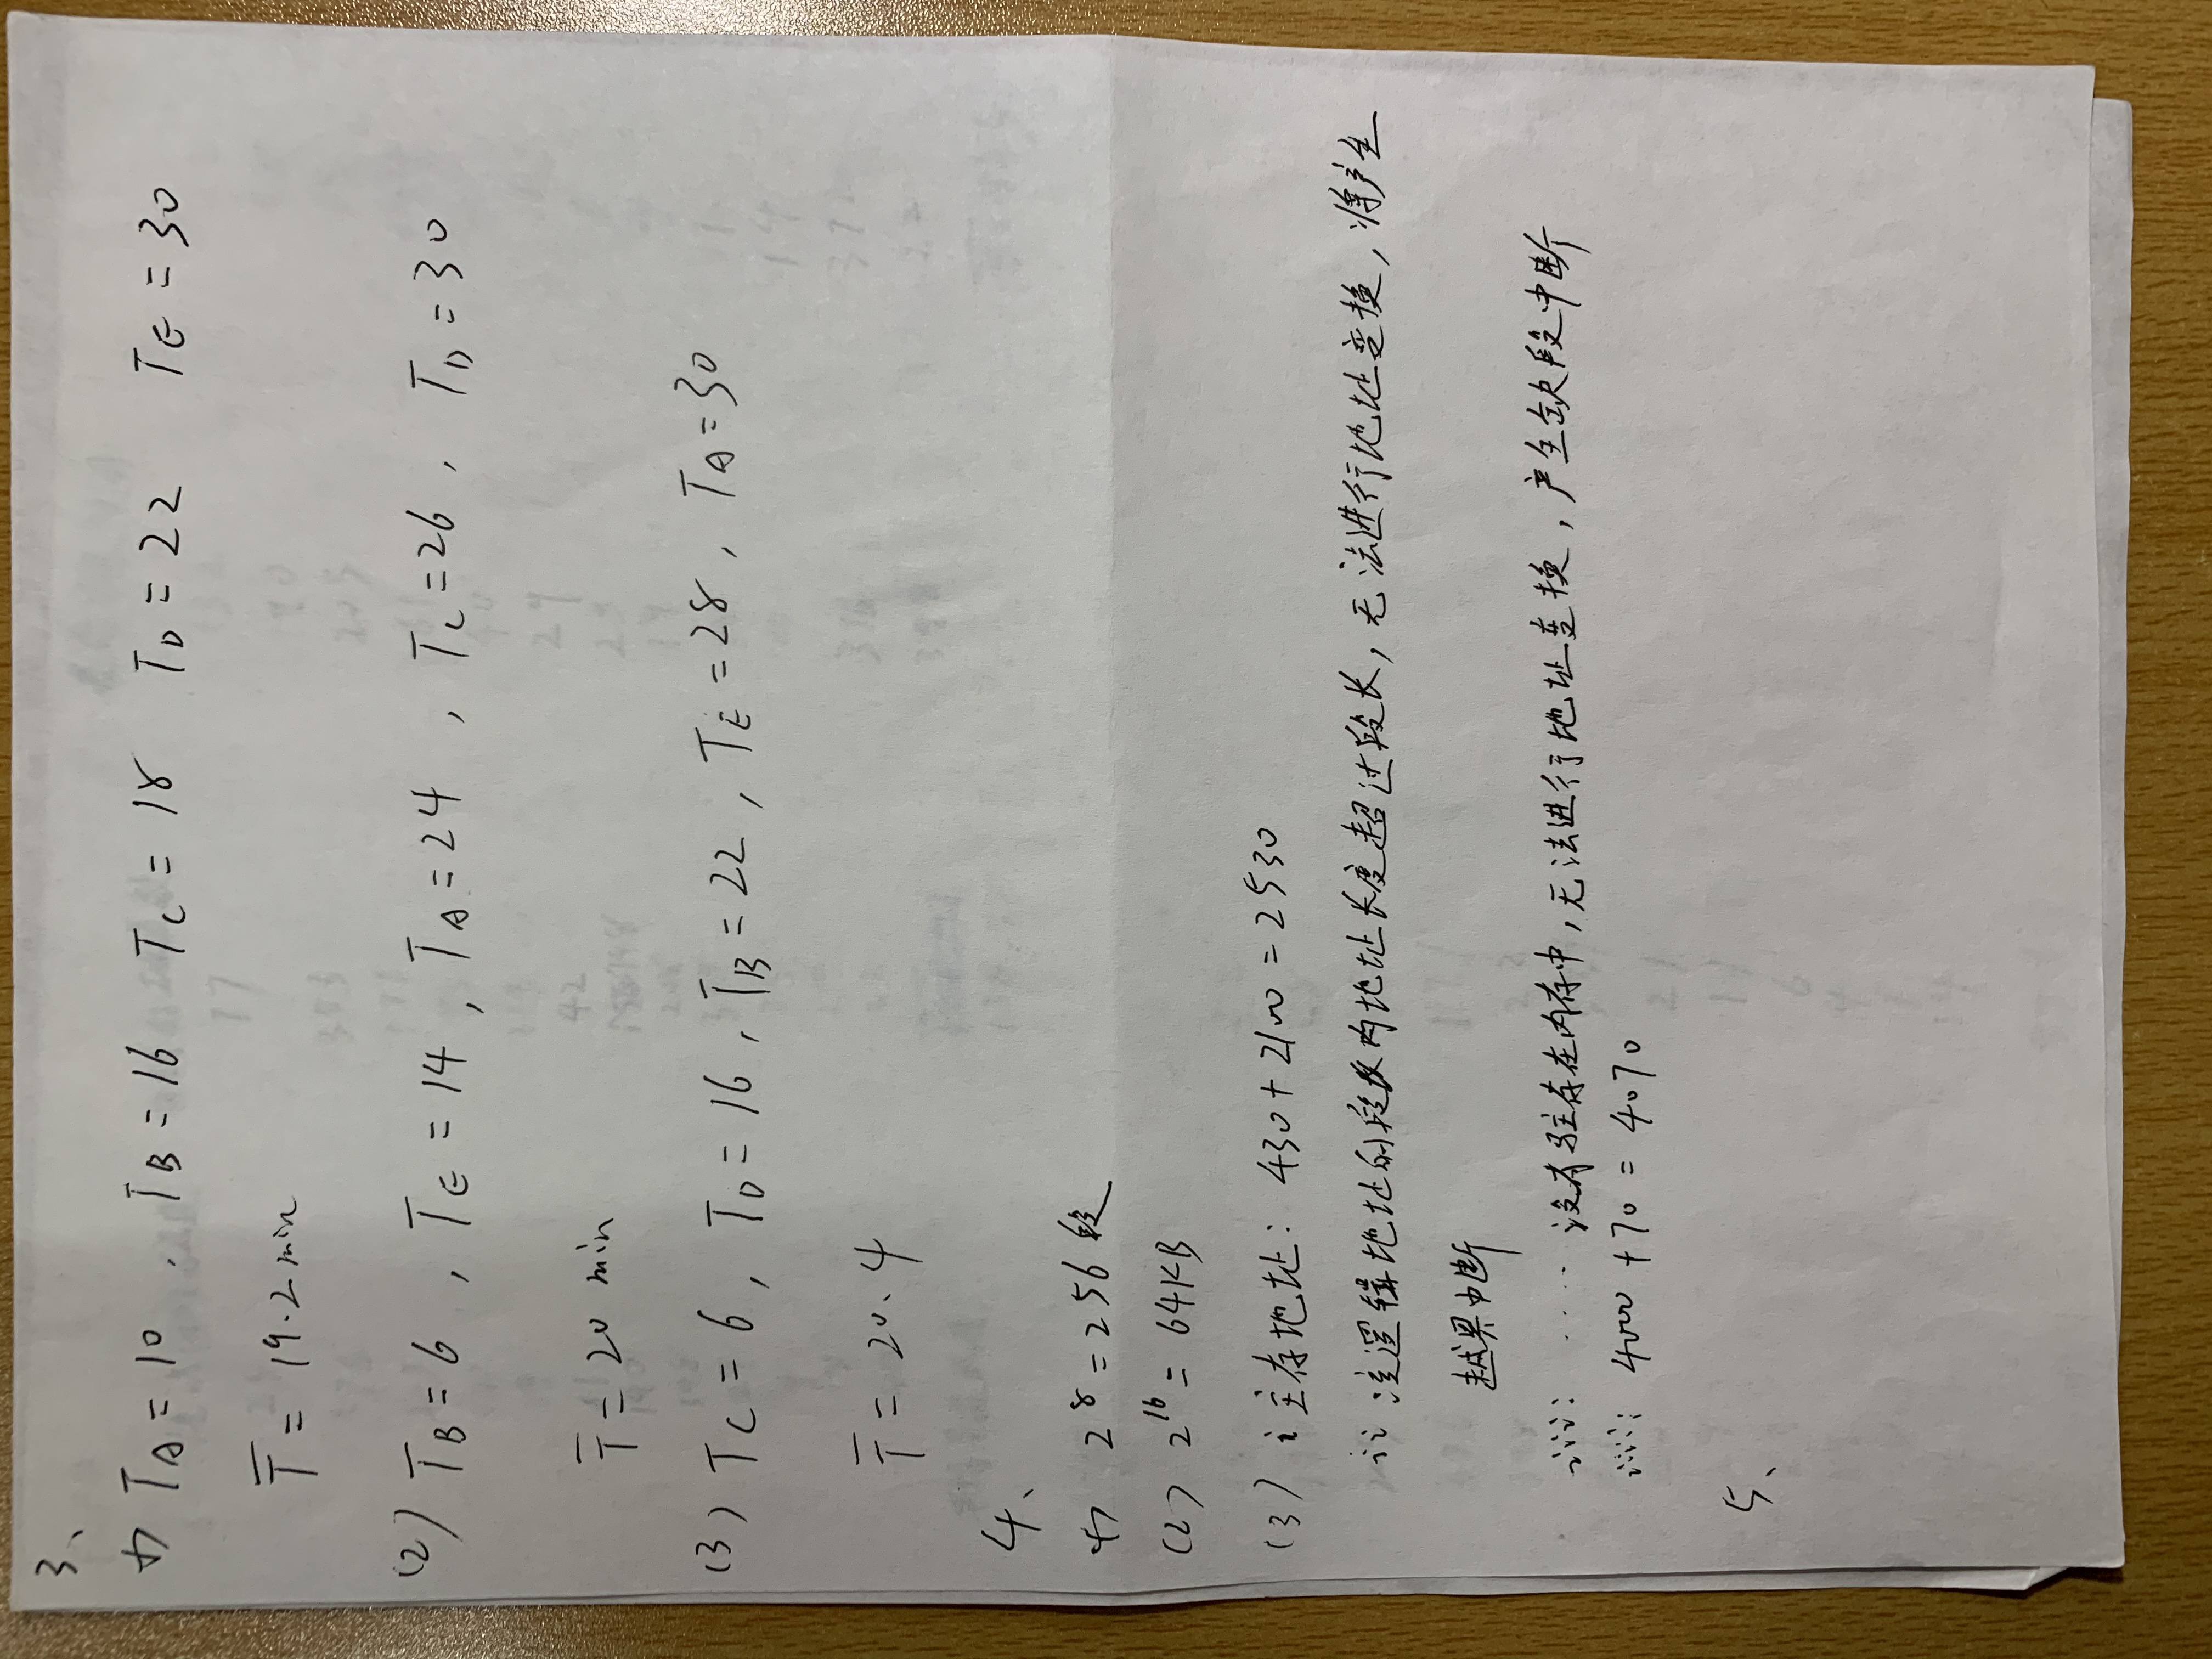 3、
(1) T_A = 10 , T_B = 16 T_C = 18 T_D = 22 T_E = 30
T̅ = 19.2 min
(2) T_B = 6 , T_E = 14 , T_A = 24 , T_C = 26 , T_D = 30
T̅ = 20 min
(3) T_C = 6 , T_D = 16 , T_B = 22 , T_E = 28 , T_A = 30
T̅ = 20.4
4、
(1) 2^8 = 256 段
(2) 2^16 = 64KB
(3) i 主存地址: 430 + 2100 = 2530
ii 该逻辑地址的段内地址长度超过段长, 无法进行地址变换, 将产生
越界中断
iii: ···· 没有驻存在内存中, 无法进行地址变换, 产生缺段中断
iiii: 4000 + 70 = 4070
5、